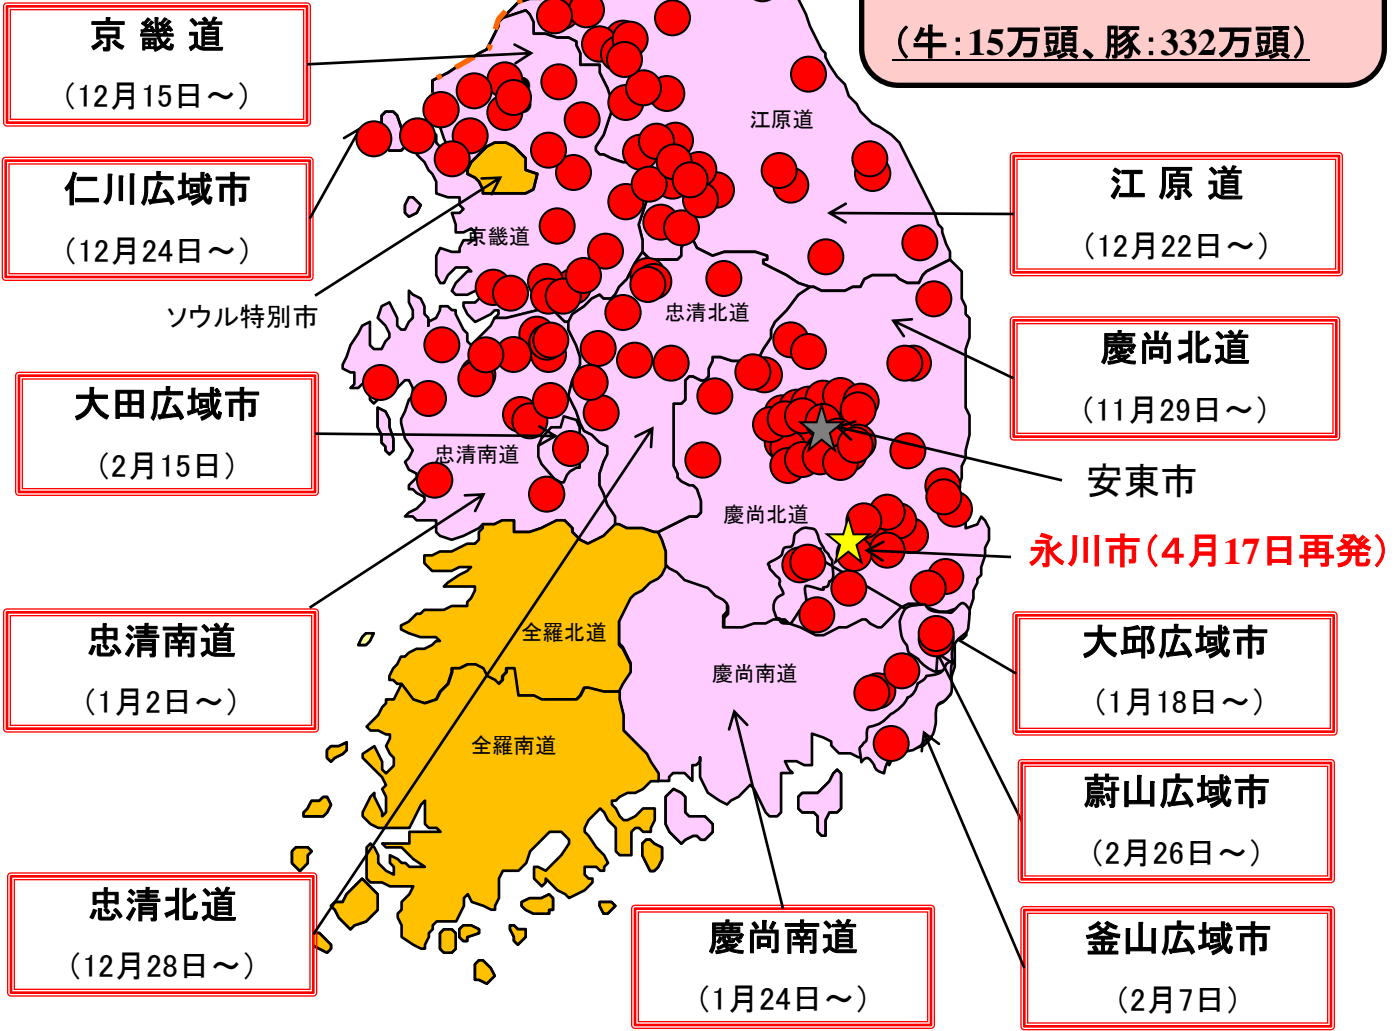 京 畿 道
（12月15日～）
（牛：15万頭、豚：332万頭）
江原道
仁川広域市
（12月24日～）
江 原 道
（12月22日～）
京畿道
ソウル特別市
忠清北道
慶尚北道
（11月29日～）
大田広域市
（2月15日）
忠清南道
安東市
慶尚北道
永川市（４月17日再発）
忠清南道
（1月2日～）
全羅北道
大邱広域市
（1月18日～）
慶尚南道
全羅南道
蔚山広域市
（2月26日～）
忠清北道
（12月28日～）
慶尚南道
（1月24日～）
釜山広域市
（2月7日）